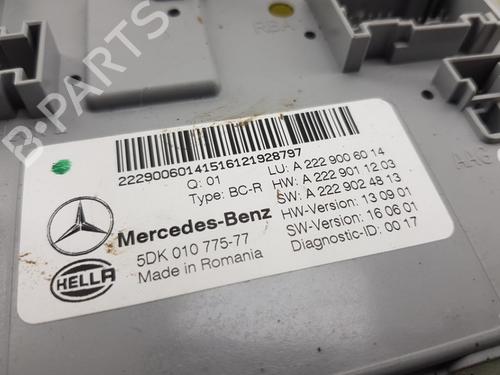 RBA
B-PARTS
22290060141516121928797
Q: 01
Type: BC-R
Mercedes-Benz
5DK 010 775-77
Made in Romania
HELLA
LU: A 222 900 60 14
HW: A 222 901 12 03
SW: A 222 902 48 13
HW-Version: 13 09 01
SW-Version: 16 06 01
Diagnostic-ID: 00 17